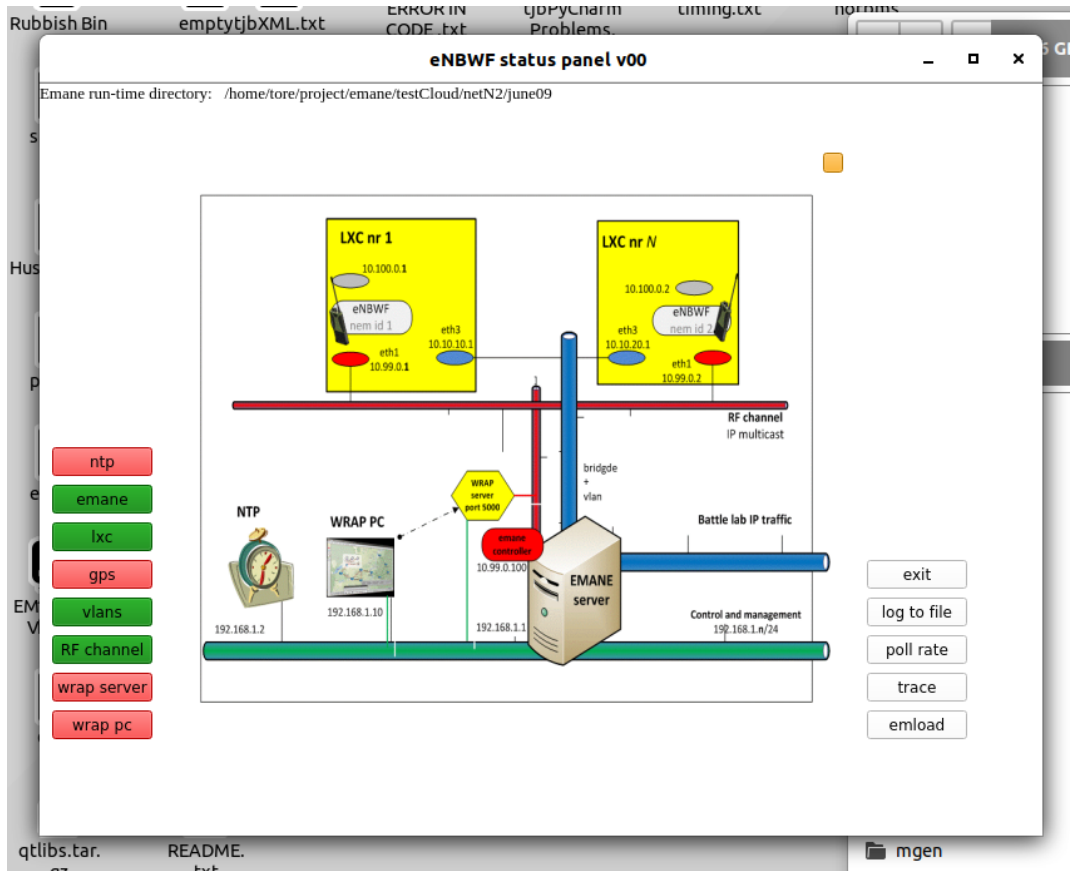 Rubbish Bin
emptytjbXML.txt
ERROR IN
CODE .txt
tjbPyCharm
Problems.
timing.txt
eNBWF status panel v00
Emane run-time directory: /home/tore/project/emane/testCloud/netN2/june09
Hus
LXC nr 1
10.100.0.1
eNBWF
nem id 1
eth3
10.10.10.1
eth1
10.99.0.1
LXC nr N
10.100.0.2
eNBWF
nem id 2
eth3
10.10.20.1
eth1
10.99.0.2
RF channel
IP multicast
bridgde
+
vlan
WRAP
server
port 5000
NTP
WRAP PC
emane
controller
10.99.0.100
EMANE
server
Battle lab IP traffic
192.168.1.10
192.168.1.2
192.168.1.1
Control and management
192.168.1.n/24
ntp
emane
lxc
gps
vlans
RF channel
wrap server
wrap pc
exit
log to file
poll rate
trace
emload
EM
V
qtlibs.tar.
gz
README.
txt
mgen